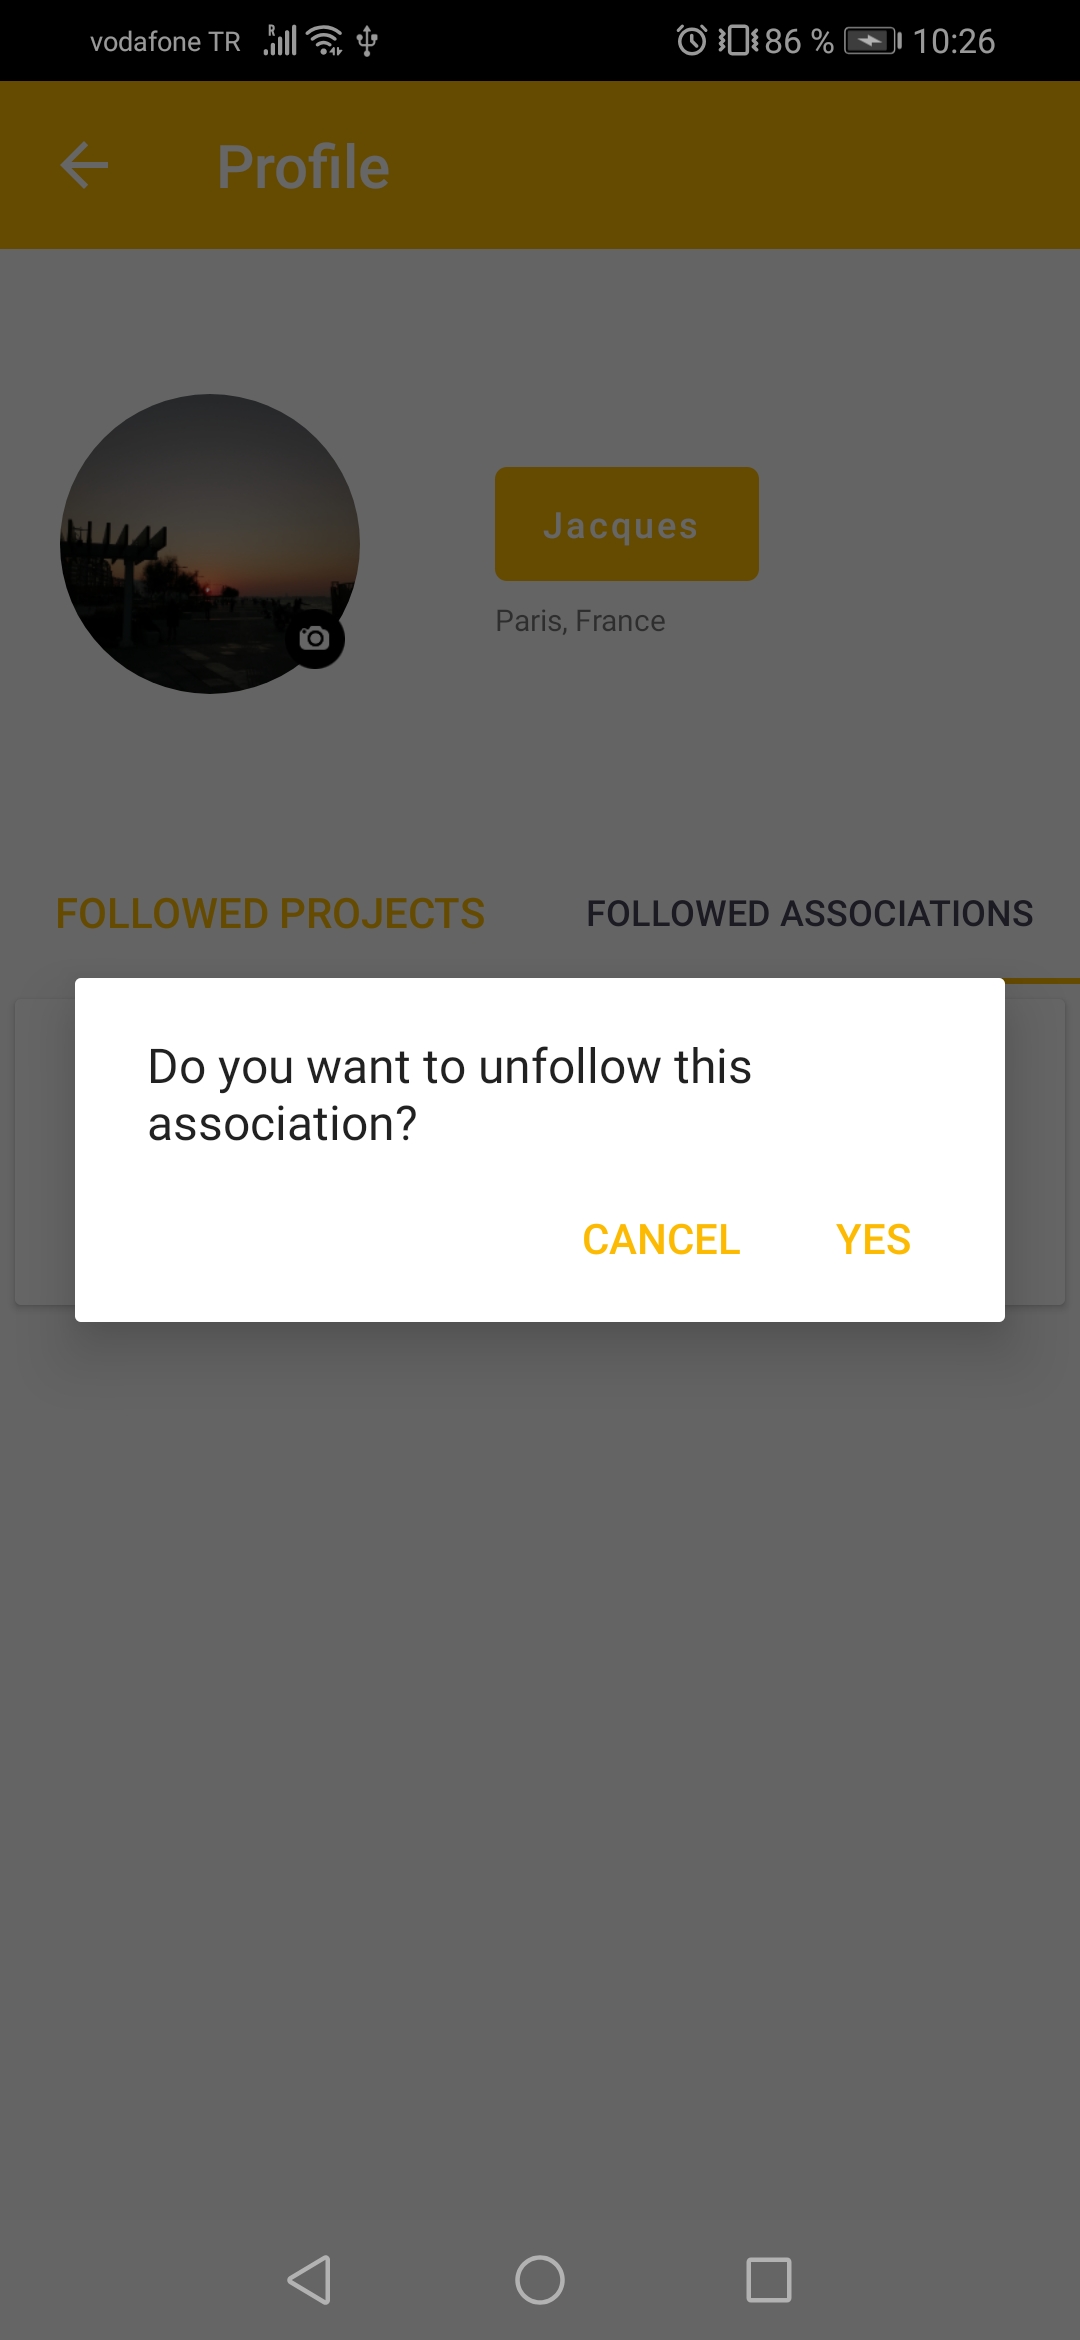 vodafone TR 86 % 10:26
Profile
Jacques
Paris, France
FOLLOWED PROJECTS FOLLOWED ASSOCIATIONS
Do you want to unfollow this
association?
CANCEL YES